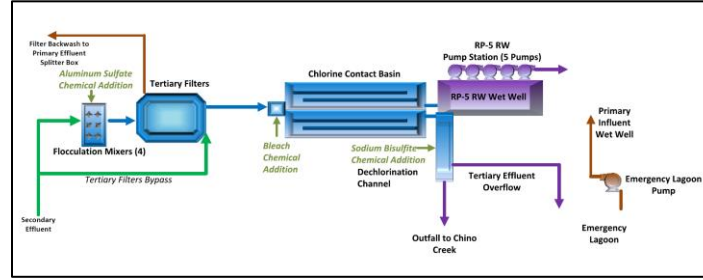 Filter Backwash to
Primary Effluent
Splitter Box
Aluminum Sulfate
Chemical Addition
Tertiary Filters
Flocculation Mixers (4)
Tertiary Filters Bypass
Secondary
Effluent
Chlorine Contact Basin
Bleach
Chemical
Addition
Sodium Bisulfite
Chemical Addition
Dechlorination
Channel
RP-5 RW
Pump Station (5 Pumps)
RP-5 RW Wet Well
Tertiary Effluent
Overflow
Outfall to Chino
Creek
Primary
Influent
Wet Well
Emergency Lagoon
Pump
Emergency
Lagoon